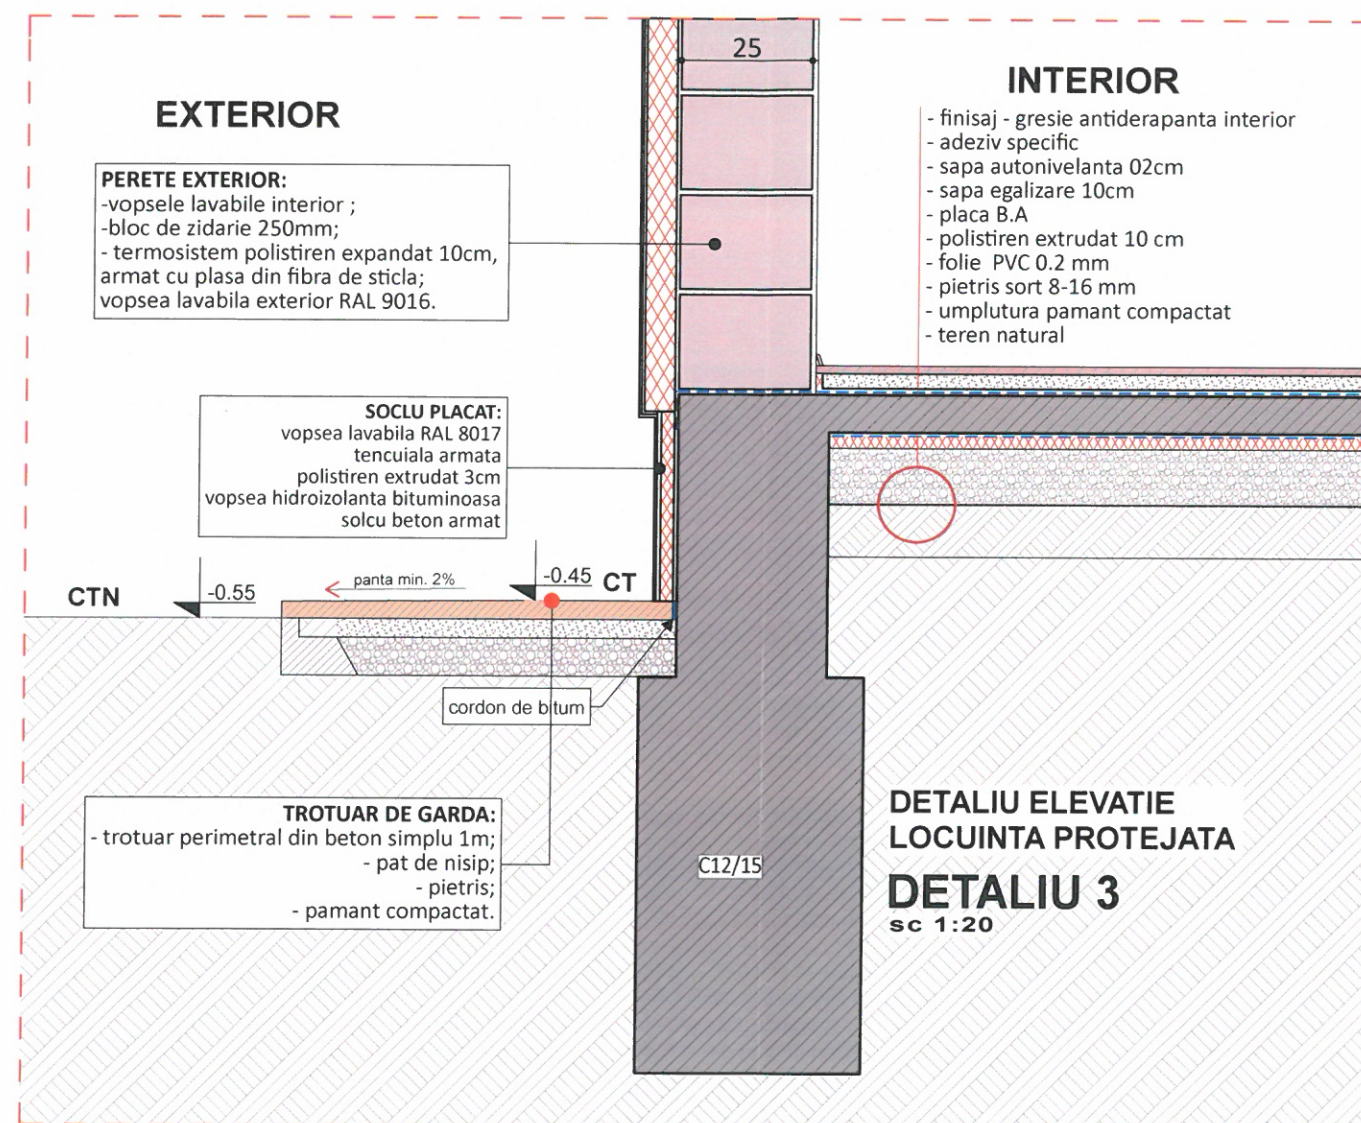 25
INTERIOR
- finisaj - gresie antiderapanta interior
- adeziv specific
- sapa autonivelanta 02cm
- sapa egalizare 10cm
- placa B.A
- polistiren extrudat 10 cm
- folie PVC 0.2 mm
- pietris sort 8-16 mm
- umplutura pamant compactat
- teren natural
EXTERIOR
PERETE EXTERIOR:
-vopsele lavabile interior ;
-bloc de zidarie 250mm;
- termosistem polistiren expandat 10cm,
armat cu plasa din fibra de sticla;
vopsea lavabila exterior RAL 9016.
SOCLU PLACAT:
vopsea lavabila RAL 8017
tencuiala armata
polistiren extrudat 3cm
vopsea hidroizolanta bituminoasa
solcu beton armat
CTN
-0.55
panta min. 2%
-0.45
CT
cordon de bitum
TROTUAR DE GARDA:
- trotuar perimetral din beton simplu 1m;
- pat de nisip;
- pietris;
- pamant compactat.
C12/15
DETALIU ELEVATIE
LOCUINTA PROTEJATA
DETALIU 3
sc 1:20